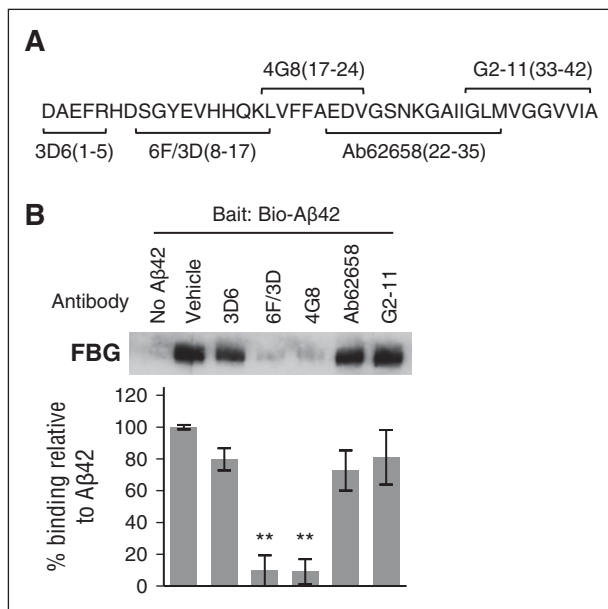 A
4G8(17-24) G2-11(33-42)
DAEFRHDSGYEVHHQKLVFFAEDVGSNKGAIIGLMVGGVVIA
3D6(1-5) 6F/3D(8-17) Ab62658(22-35)
B
Bait: Bio-Aβ42
Antibody No Aβ42 Vehicle 3D6 6F/3D 4G8 Ab62658 G2-11
FBG
% binding relative
to Aβ42
120
100
80
60
40
20
0
** **